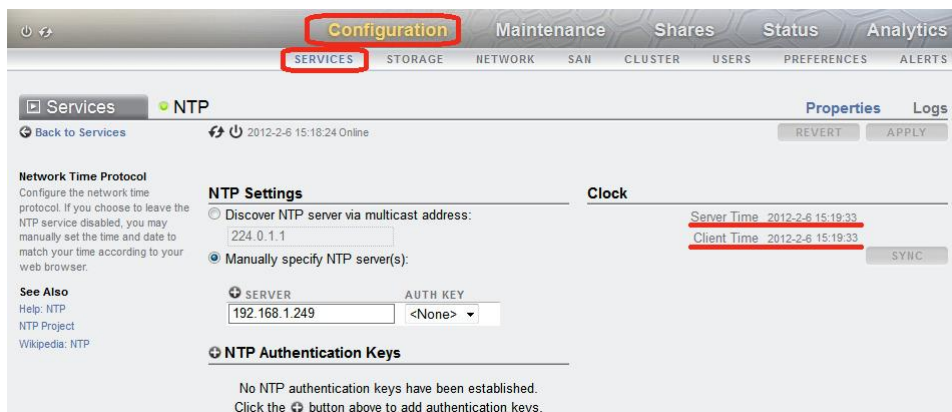 Configuration Maintenance Shares Status Analytics
SERVICES STORAGE NETWORK SAN CLUSTER USERS PREFERENCES ALERTS
Services NTP Properties Logs
Back to Services 2012-2-6 15:18:24 Online REVERT APPLY
Network Time Protocol
Configure the network time
protocol. If you choose to leave the
NTP service disabled, you may
manually set the time and date to
match your time according to your
web browser.
See Also
Help: NTP
NTP Project
Wikipedia: NTP
NTP Settings
Discover NTP server via multicast address:
224.0.1.1
Manually specify NTP server(s):
SERVER AUTH KEY
192.168.1.249 <None>
NTP Authentication Keys
No NTP authentication keys have been established.
Click the button above to add authentication keys.
Clock
Server Time 2012-2-6 15:19:33
Client Time 2012-2-6 15:19:33
SYNC